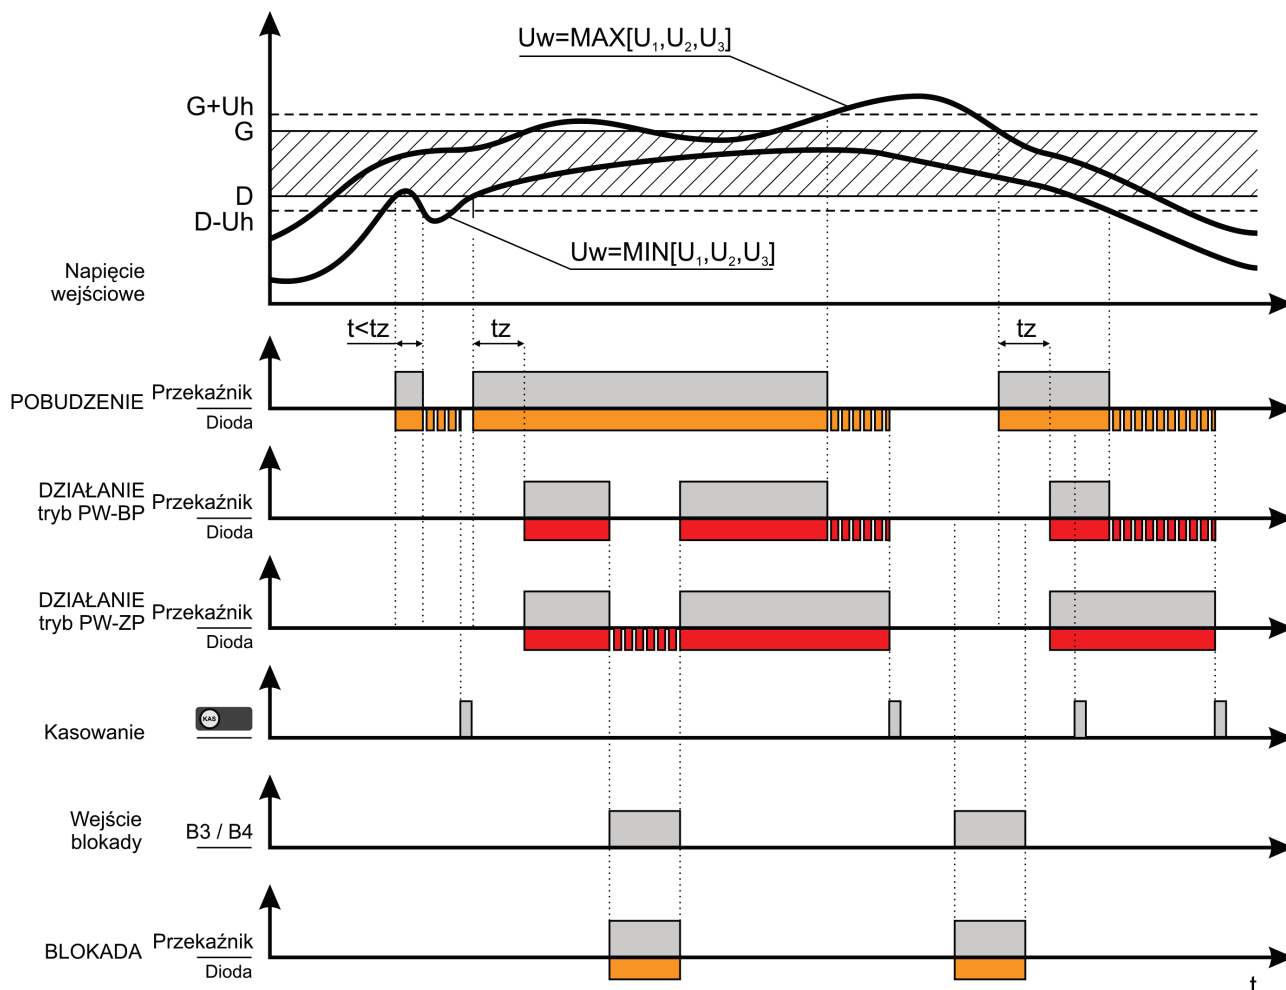 Uw=MAX[U1,U2,U3]
G+Uh
G
D
D-Uh
Uw=MIN[U1,U2,U3]
Napięcie
wejściowe
t<tz
tz
tz
POBUDZENIE
Przekaźnik
Dioda
DZIAŁANIE
tryb PW-BP
Przekaźnik
Dioda
DZIAŁANIE
tryb PW-ZP
Przekaźnik
Dioda
Kasowanie
KAS
Wejście
blokady
B3 / B4
BLOKADA
Przekaźnik
Dioda
t